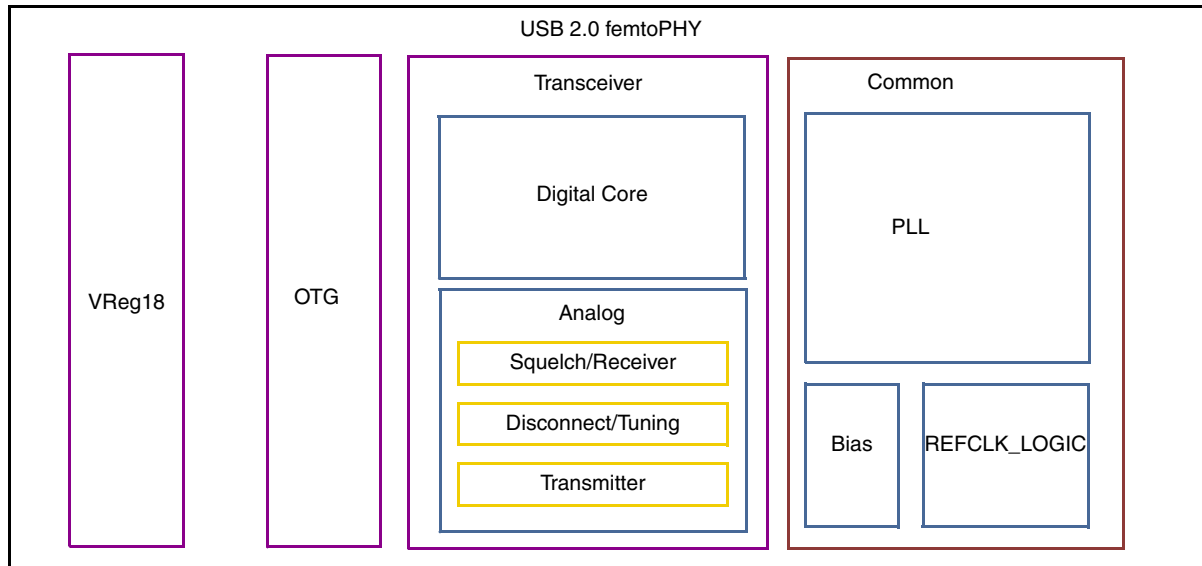 USB 2.0 femtoPHY
VReg18
OTG
Transceiver
Digital Core
Analog
Squelch/Receiver
Disconnect/Tuning
Transmitter
Common
PLL
Bias
REFCLK_LOGIC